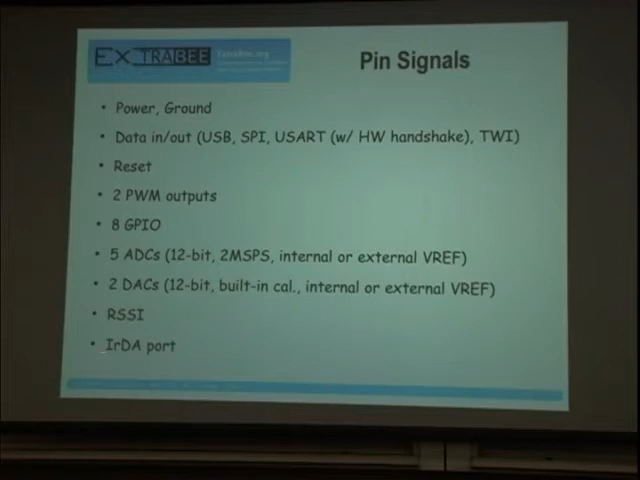 EXTRABEE
Extrabee.org
Pin Signals
• Power, Ground
• Data in/out (USB, SPI, USART (w/ HW handshake), TWI)
• Reset
• 2 PWM outputs
• 8 GPIO
• 5 ADCs (12-bit, 2MSPS, internal or external VREF)
• 2 DACs (12-bit, built-in cal., internal or external VREF)
• RSSI
• IrDA port